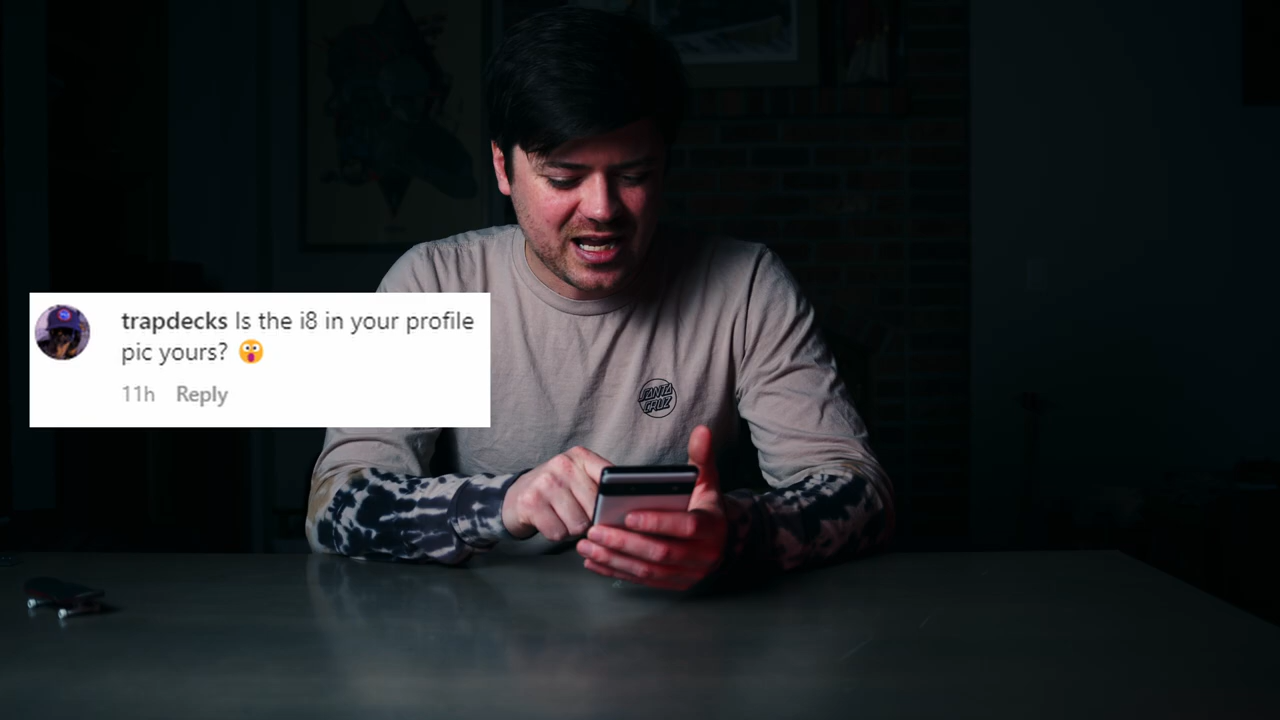 trapdecks Is the i8 in your profile
pic yours? 😲
11h Reply
SANTA
CRUZ